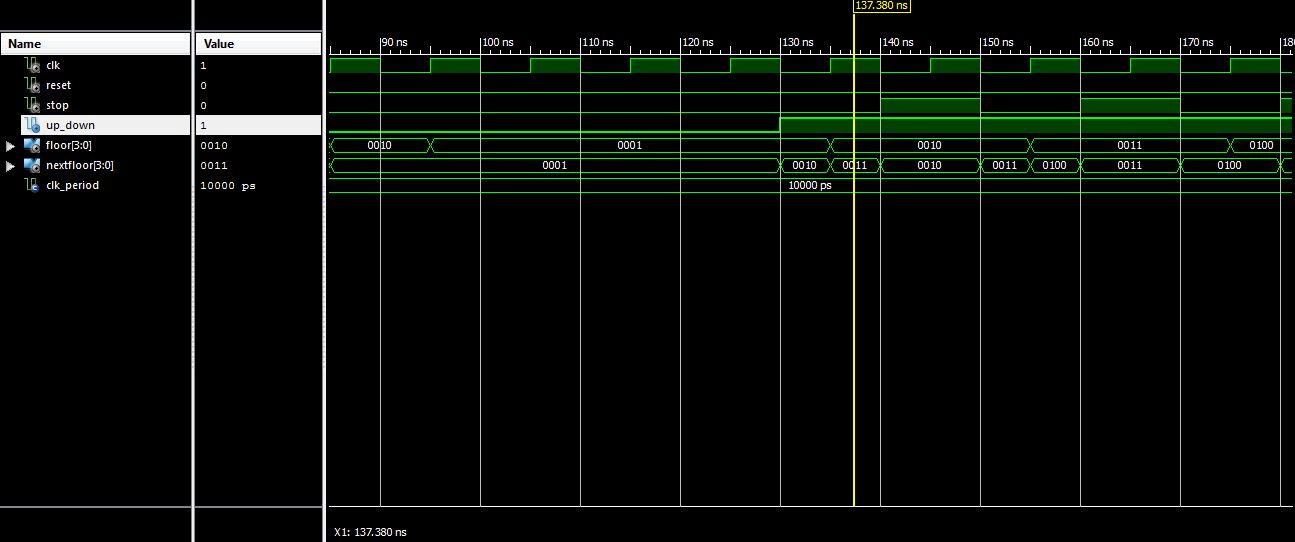 137.380 ns
Name Value
90 ns 100 ns 110 ns 120 ns 130 ns 140 ns 150 ns 160 ns 170 ns 180
clk 1
reset 0
stop 0
up_down 1
floor[3:0] 0010 0010 0001 0010 0011 0100
nextfloor[3:0] 0011 0001 0010 0011 0010 0011 0100 0011 0100
clk_period 10000 ps 10000 ps
X1: 137.380 ns